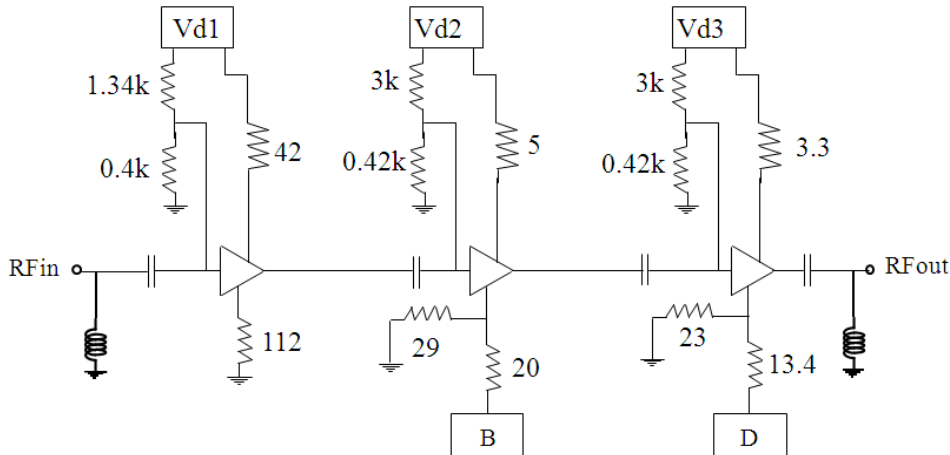 Vd1
Vd2
Vd3
1.34k
3k
3k
42
5
3.3
0.4k
0.42k
0.42k
RFin
RFout
112
29
23
20
13.4
B
D